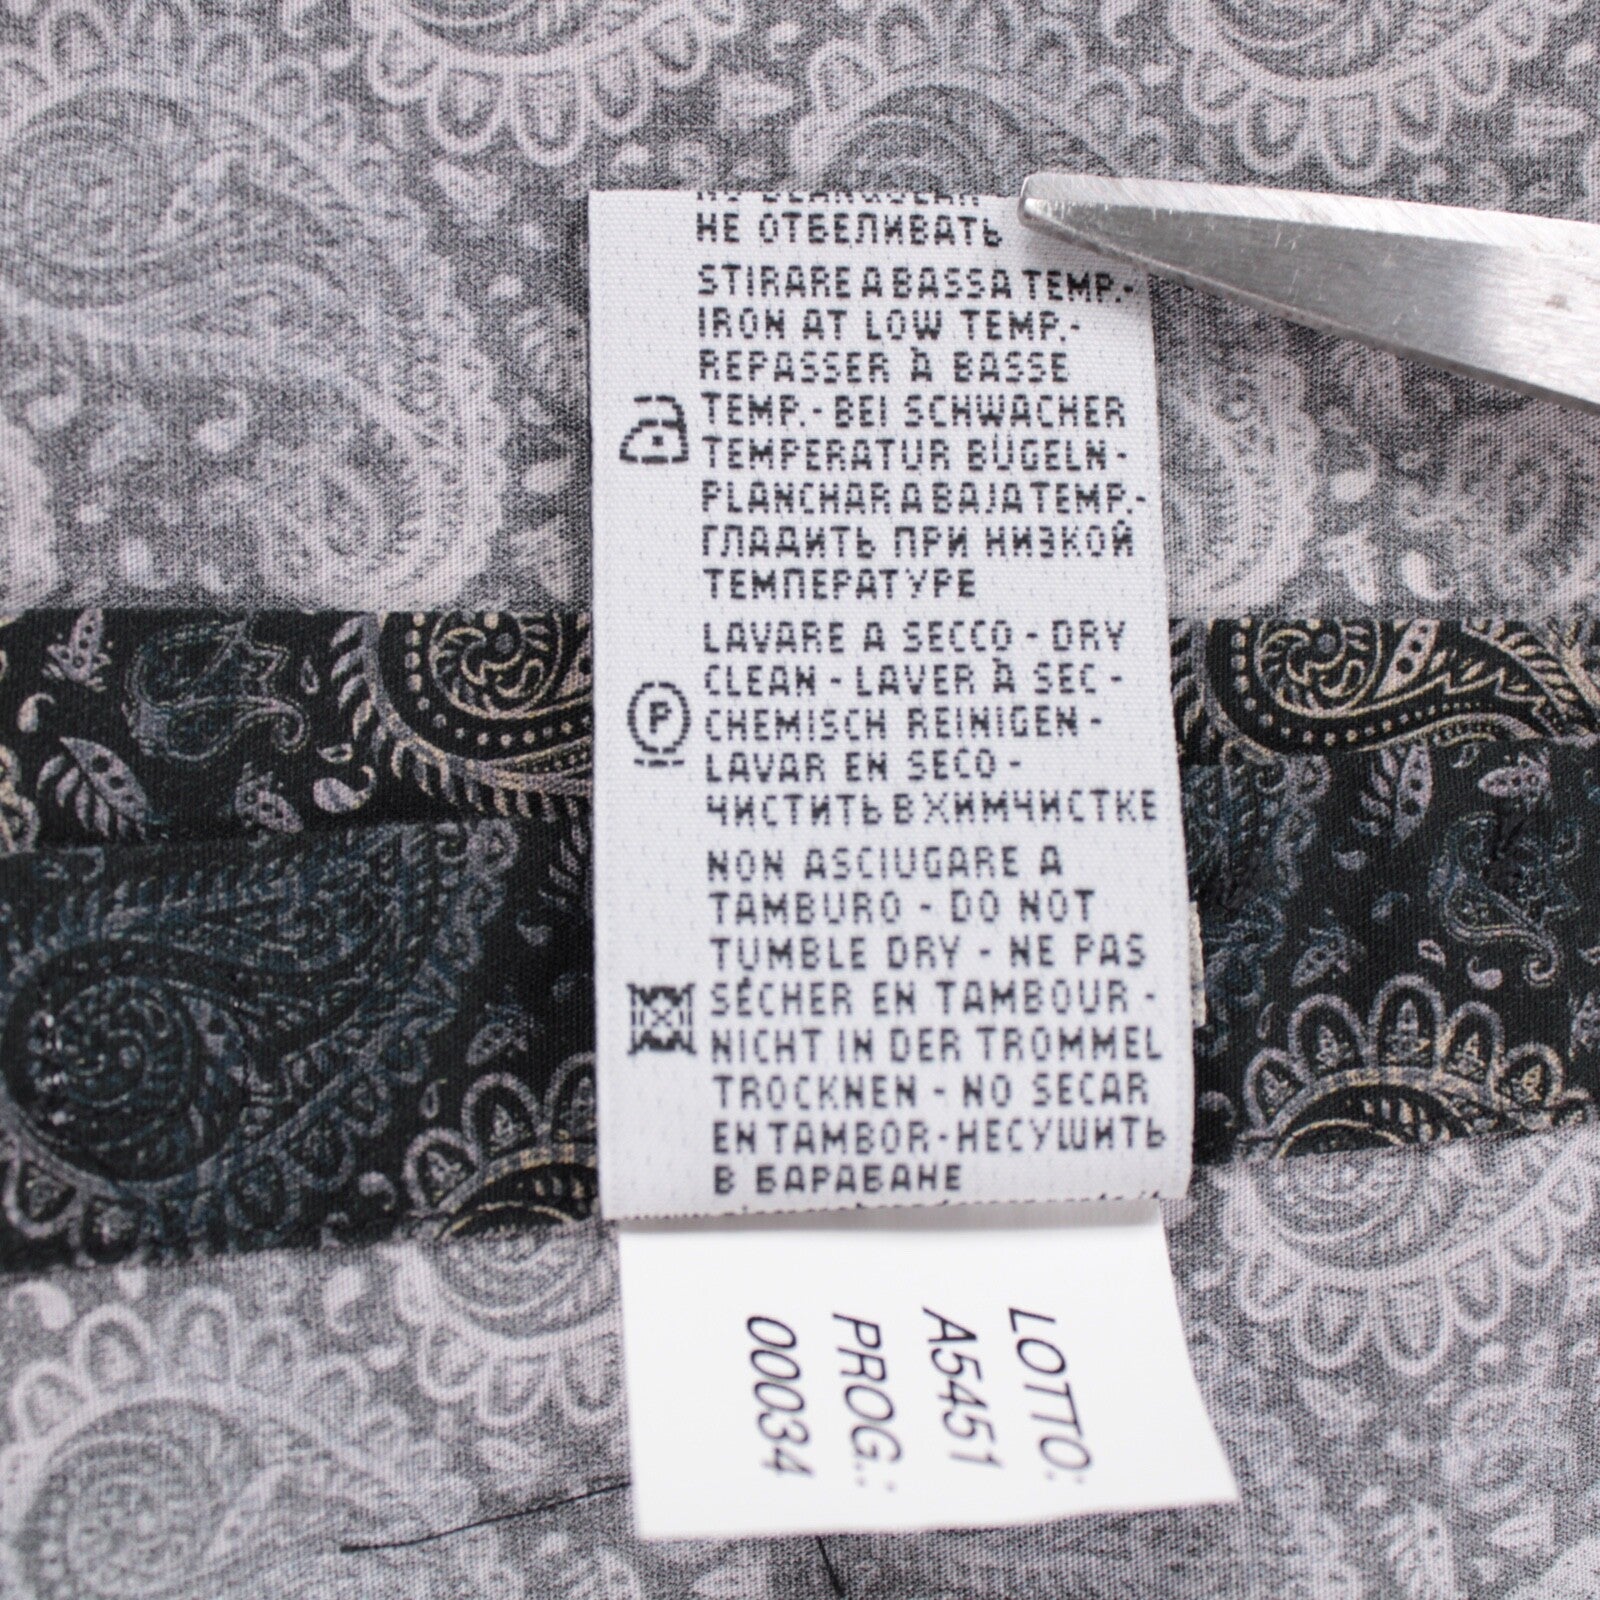 НЕ ОТБЕЛИВАТЬ
STIRARE A BASSA TEMP.-
IRON AT LOW TEMP.-
REPASSER À BASSE
TEMP.- BEI SCHWACHER
TEMPERATUR BÜGELN -
PLANCHAR A BAJA TEMP.-
ГЛАДИТЬ ПРИ НИЗКОЙ
ТЕМПЕРАТУРЕ
LAVARE A SECCO - DRY
CLEAN - LAVER À SEC -
P CHEMISCH REINIGEN -
LAVAR EN SECO -
ЧИСТИТЬ В ХИМЧИСТКЕ
NON ASCIUGARE A
TAMBURO - DO NOT
TUMBLE DRY - NE PAS
SÉCHER EN TAMBOUR -
NICHT IN DER TROMMEL
TROCKNEN - NO SECAR
EN TAMBOR - НЕ СУШИТЬ
В БАРАБАНЕ
LOTTO:
A5451
PROG.:
00034